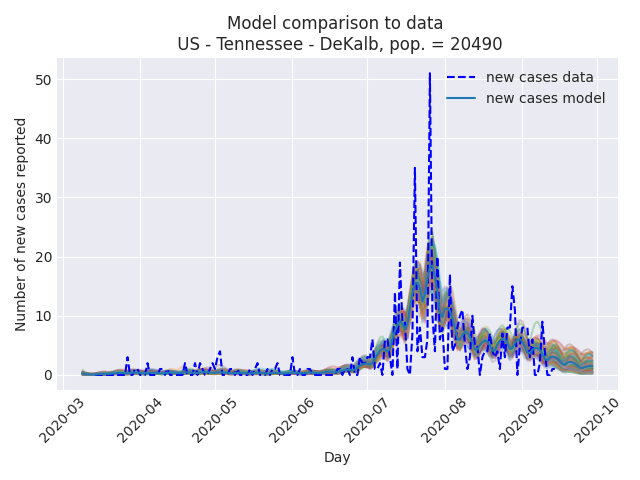 Model comparison to data
US - Tennessee - DeKalb, pop. = 20490
new cases data
new cases model
Number of new cases reported
50
40
30
20
10
0
2020-03
2020-04
2020-05
2020-06
2020-07
2020-08
2020-09
2020-10
Day